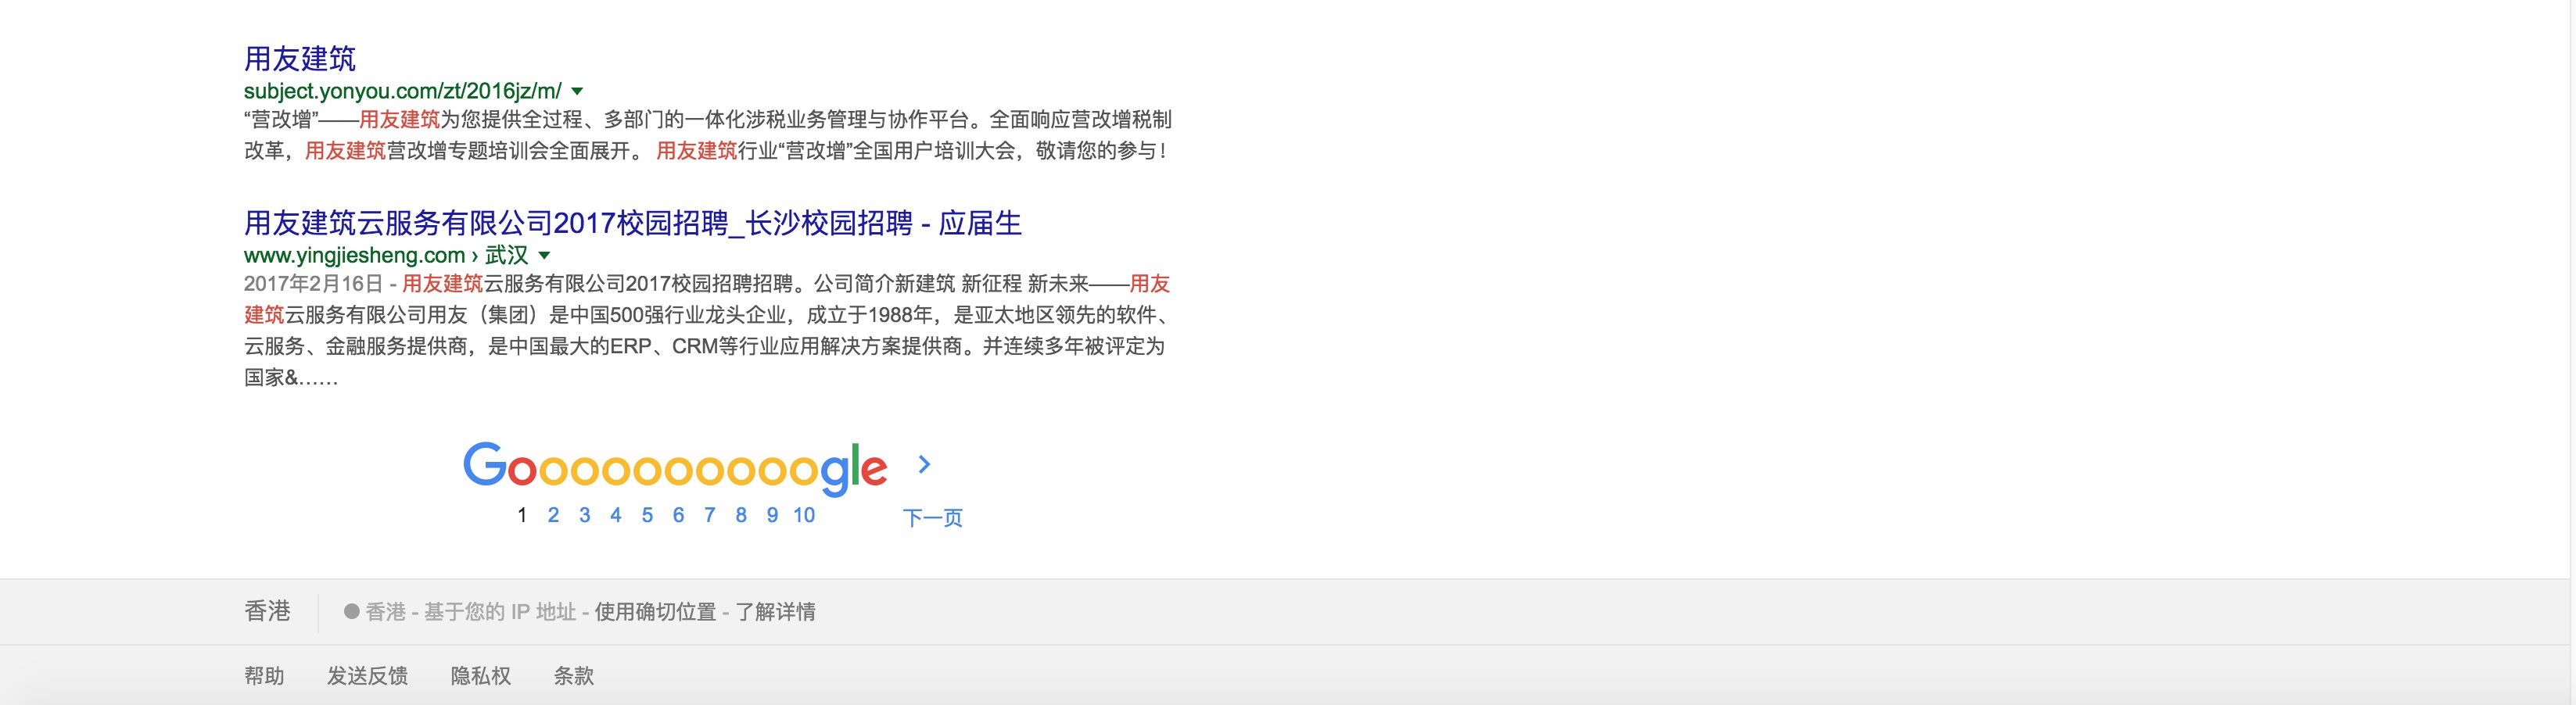 用友建筑
subject.yonyou.com/zt/2016jz/m/
“营改增”——用友建筑为您提供全过程、多部门的一体化涉税业务管理与协作平台。全面响应营改增税制
改革，用友建筑营改增专题培训会全面展开。 用友建筑行业“营改增”全国用户培训大会，敬请您的参与！
用友建筑云服务有限公司2017校园招聘_长沙校园招聘 - 应届生
www.yingjiesheng.com › 武汉
2017年2月16日 - 用友建筑云服务有限公司2017校园招聘招聘。公司简介新建筑 新征程 新未来——用友
建筑云服务有限公司用友（集团）是中国500强行业龙头企业，成立于1988年，是亚太地区领先的软件、
云服务、金融服务提供商，是中国最大的ERP、CRM等行业应用解决方案提供商。并连续多年被评定为
国家&……
Goooooooooogle
1 2 3 4 5 6 7 8 9 10 下一页
香港 香港 - 基于您的 IP 地址 - 使用确切位置 - 了解详情
帮助 发送反馈 隐私权 条款